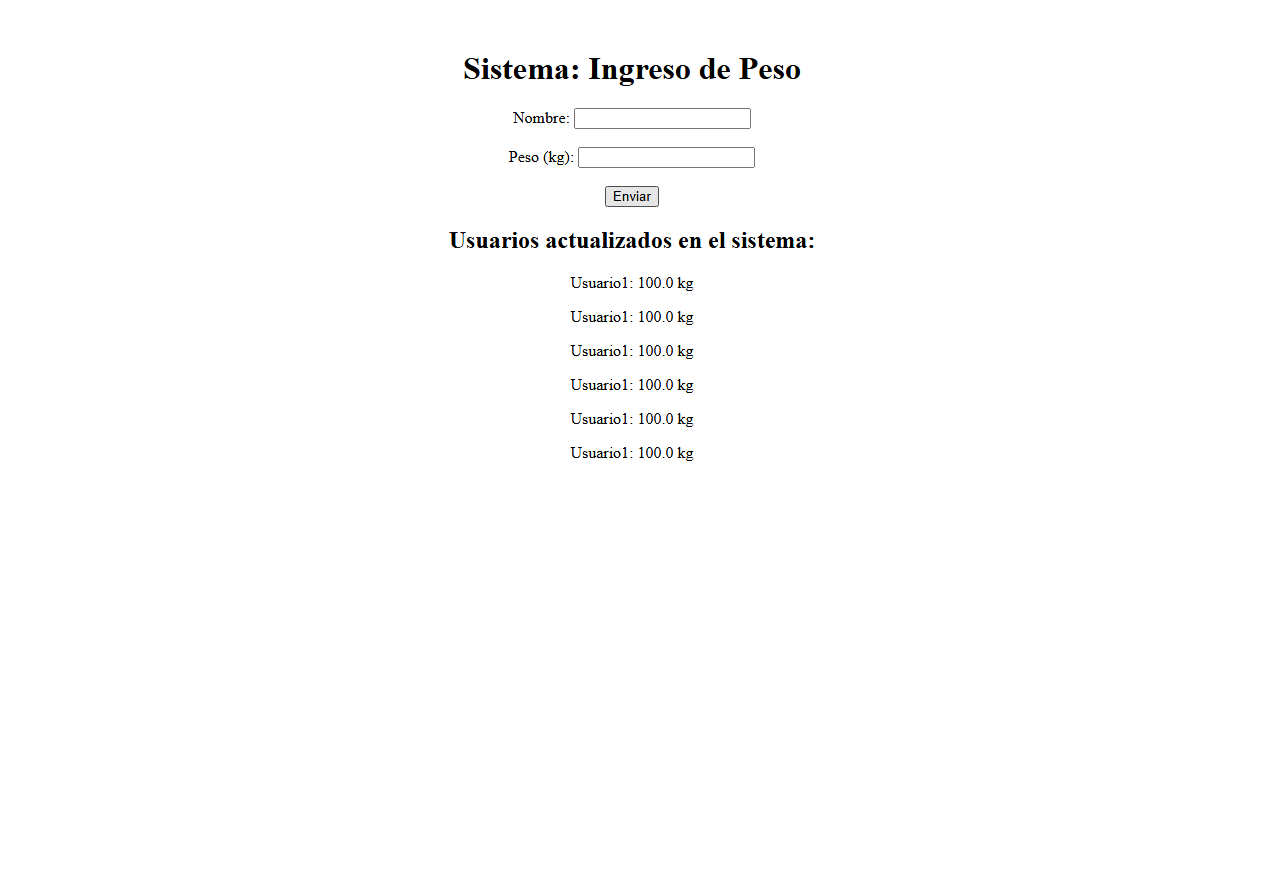 Sistema: Ingreso de Peso
Nombre:
Peso (kg):
Enviar
Usuarios actualizados en el sistema:
Usuario1: 100.0 kg
Usuario1: 100.0 kg
Usuario1: 100.0 kg
Usuario1: 100.0 kg
Usuario1: 100.0 kg
Usuario1: 100.0 kg